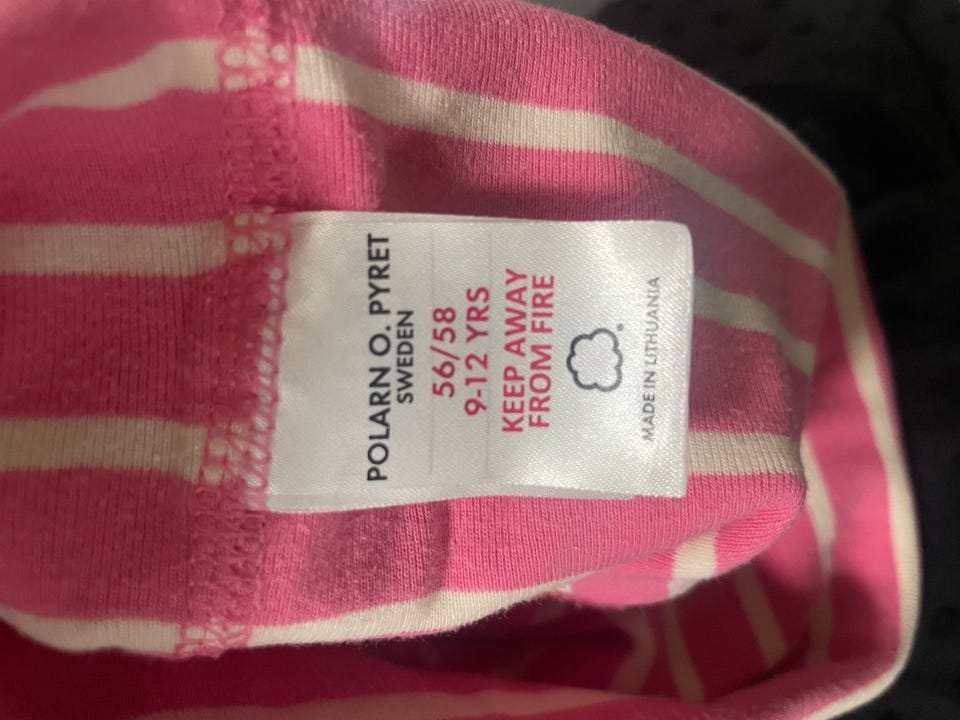 POLARN O. PYRET
SWEDEN
56/58
9-12 YRS
KEEP AWAY
FROM FIRE
MADE IN LITHUANIA